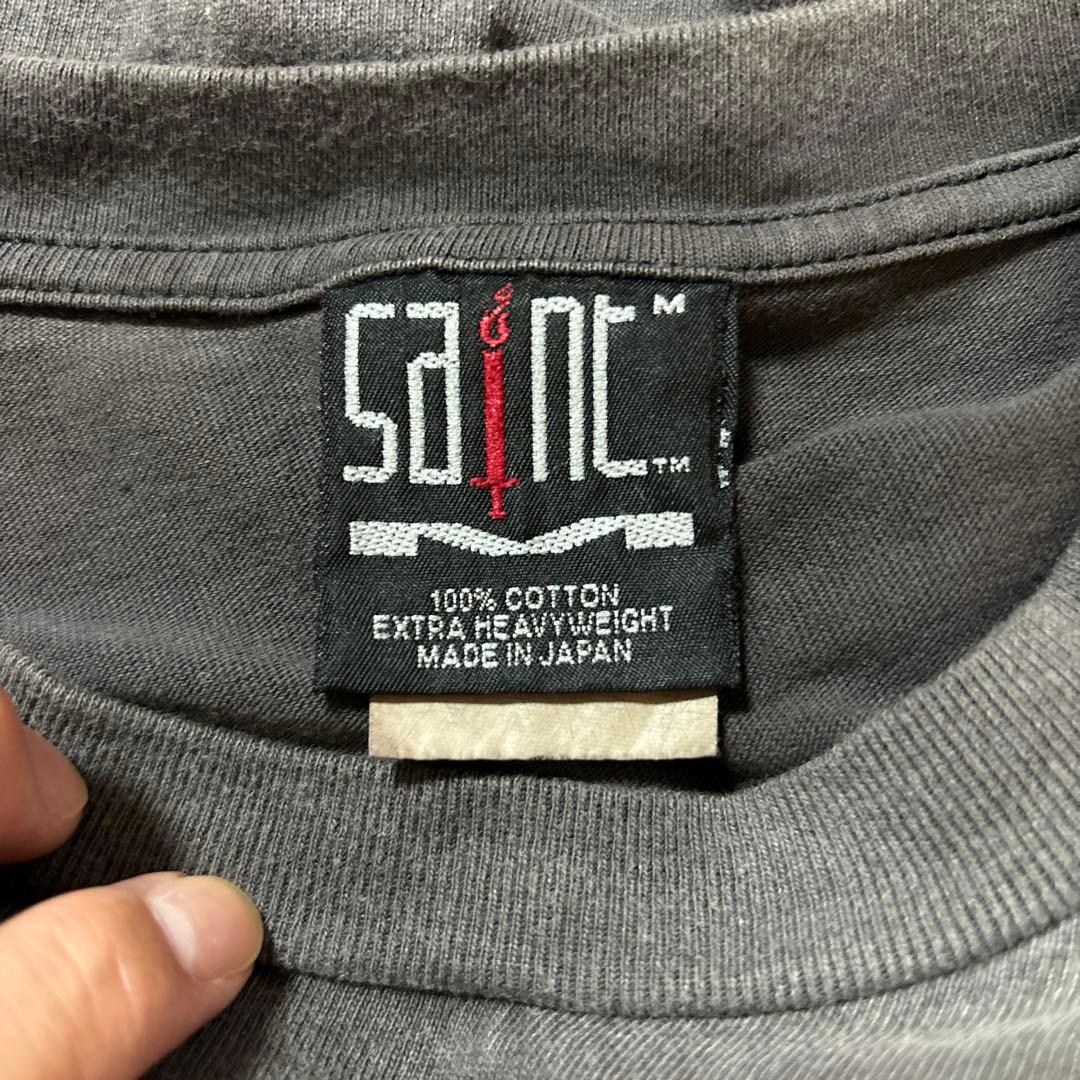 saint M
TM
100% COTTON
EXTRA HEAVYWEIGHT
MADE IN JAPAN